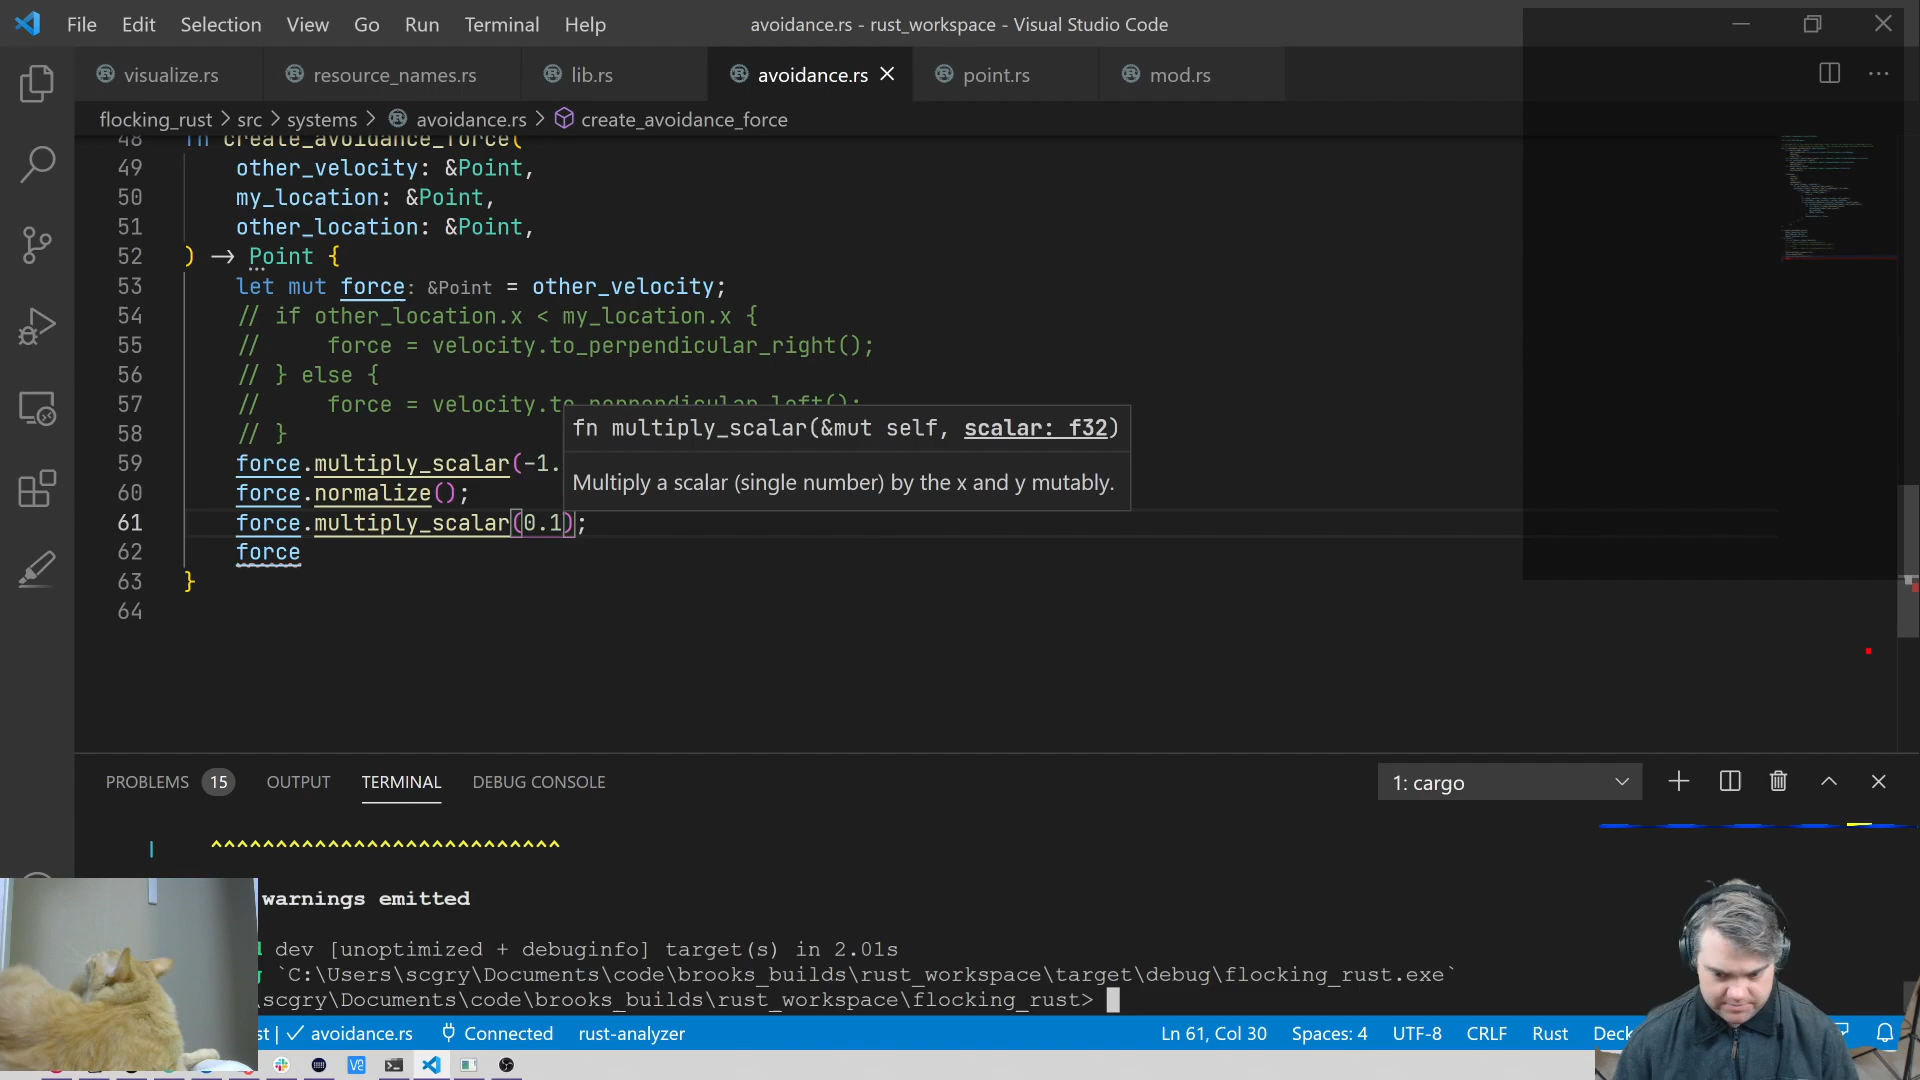 File Edit Selection View Go Run Terminal Help avoidance.rs - rust_workspace - Visual Studio Code
visualize.rs resource_names.rs lib.rs avoidance.rs point.rs mod.rs
flocking_rust > src > systems > avoidance.rs > create_avoidance_force
48 fn create_avoidance_force(
49 other_velocity: &Point,
50 my_location: &Point,
51 other_location: &Point,
52 ) -> Point {
53 let mut force: &Point = other_velocity;
54 // if other_location.x < my_location.x {
55 // force = velocity.to_perpendicular_right();
56 // } else {
57 // force = velocity.to_perpendicular_left();
58 // }
fn multiply_scalar(&mut self, scalar: f32)
59 force.multiply_scalar(-1.
Multiply a scalar (single number) by the x and y mutably.
60 force.normalize();
61 force.multiply_scalar(0.1);
62 force
63 }
64
PROBLEMS 15 OUTPUT TERMINAL DEBUG CONSOLE 1: cargo
| ^^^^^^^^^^^^^^^^^^^^^^^^^^^
warnings emitted
d dev [unoptimized + debuginfo] target(s) in 2.01s
g `C:\Users\scgry\Documents\code\brooks_builds\rust_workspace\target\debug\flocking_rust.exe`
\scgry\Documents\code\brooks_builds\rust_workspace\flocking_rust>
st | ✓ avoidance.rs Connected rust-analyzer Ln 61, Col 30 Spaces: 4 UTF-8 CRLF Rust Deck